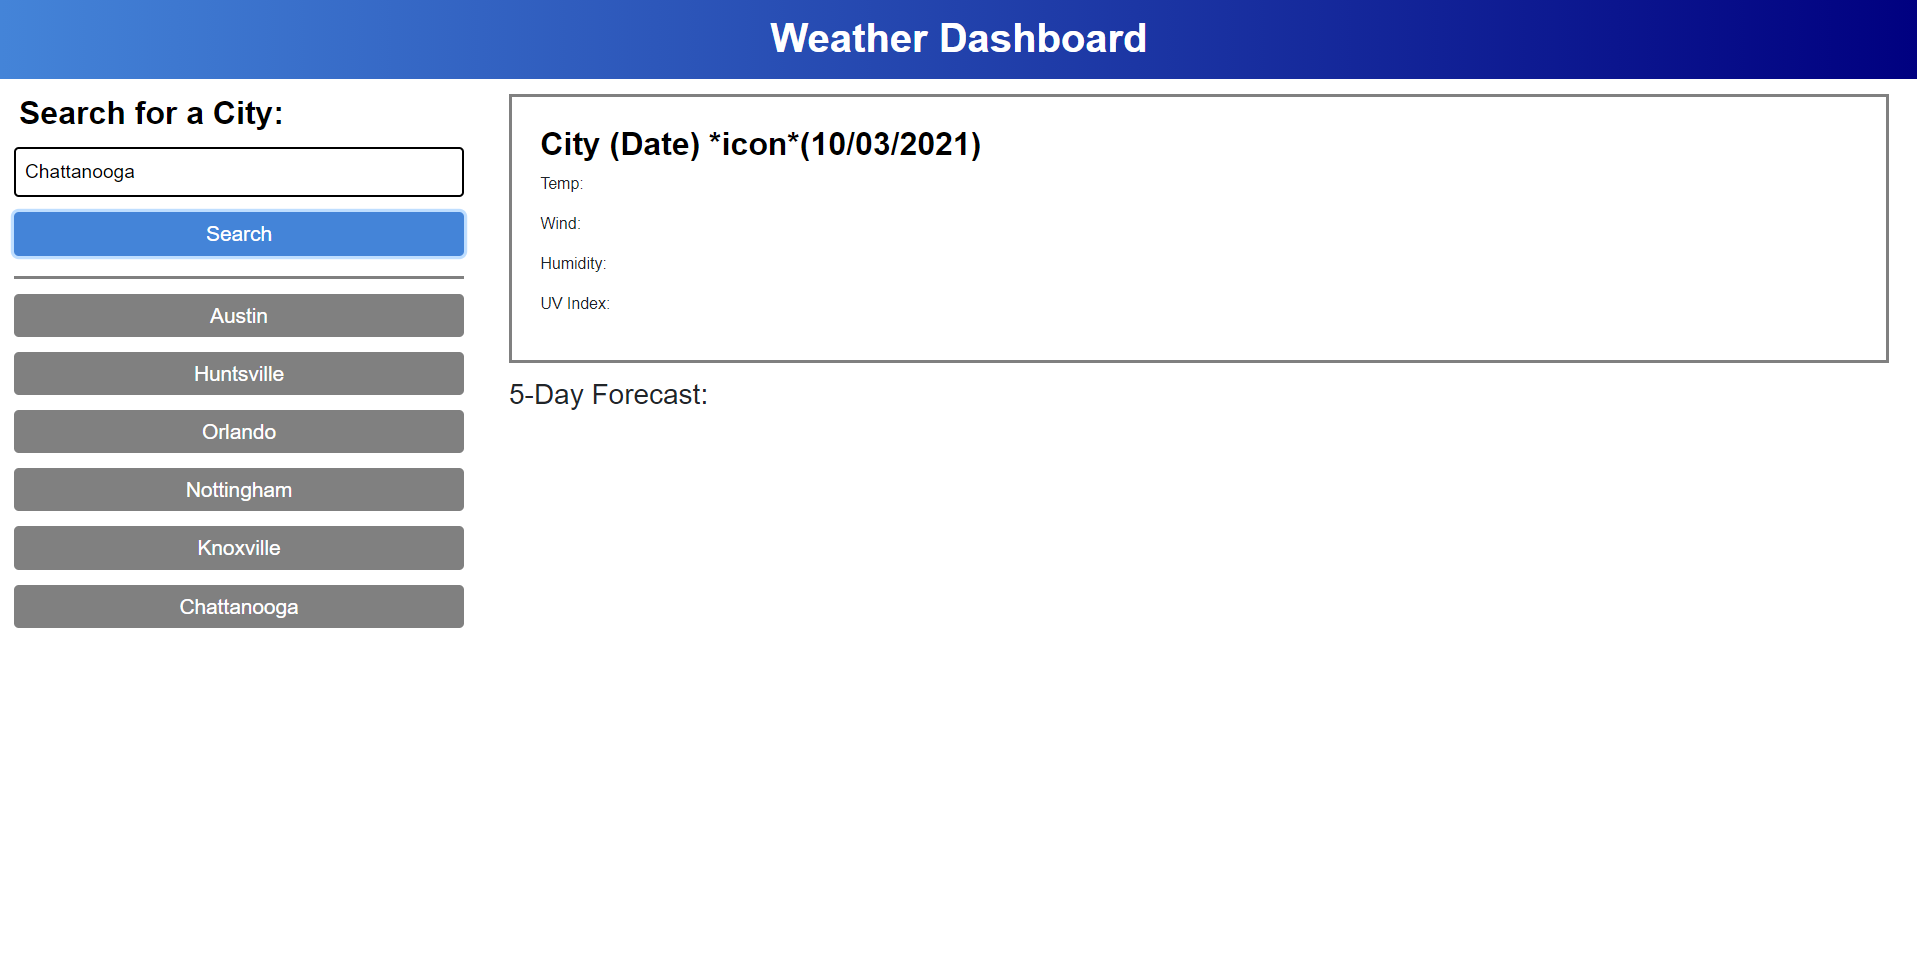 Weather Dashboard
Search for a City:
Chattanooga
Search
Austin
Huntsville
Orlando
Nottingham
Knoxville
Chattanooga
City (Date) *icon*(10/03/2021)
Temp:
Wind:
Humidity:
UV Index:
5-Day Forecast: